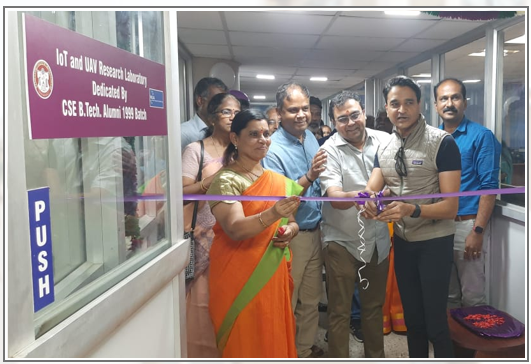 IoT and UAV Research Laboratory
Dedicated By
CSE B.Tech. Alumni 1999 Batch
PUSH